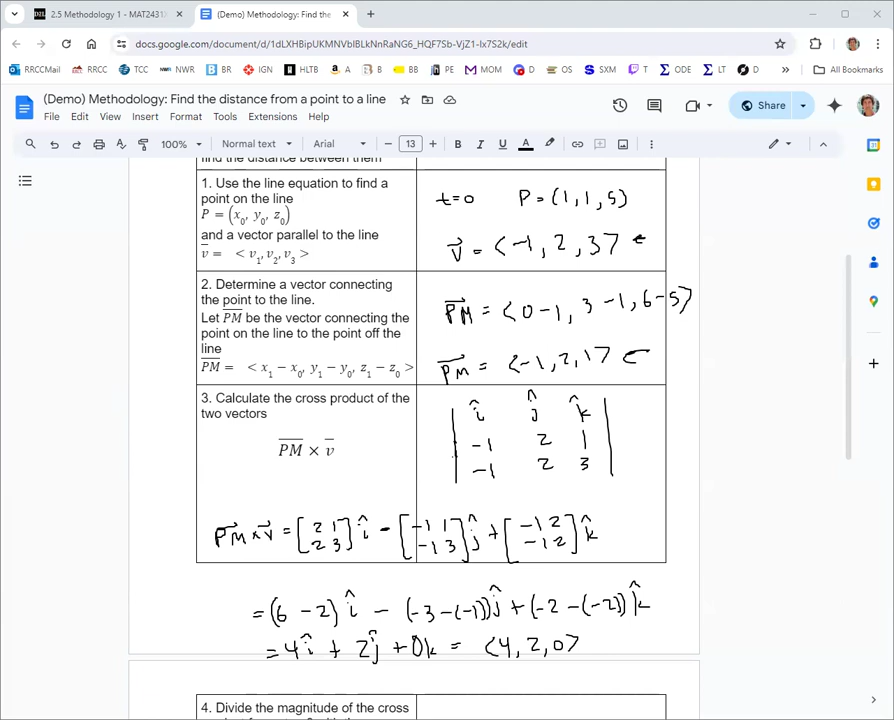 2.5 Methodology 1 - MAT2431X
(Demo) Methodology: Find the
docs.google.com/document/d/1dLXHBipUKMNVbIBLkNnRaNG6_HQF7Sb-VjZ1-Ix7S2k/edit
RRCCMail RRCC TCC NWR BR IGN HLTB A B BB PE MOM D OS SXM T ODE LT D » All Bookmarks
(Demo) Methodology: Find the distance from a point to a line
File Edit View Insert Format Tools Extensions Help
Share
100% Normal text Arial − 13 + B I U A
find the distance between them
1. Use the line equation to find a
point on the line
P = (x₀, y₀, z₀)
and a vector parallel to the line
v̅ = < v₁, v₂, v₃ >
t=0 P = (1, 1, 5)
v⃗ = <-1, 2, 3> ←
2. Determine a vector connecting
the point to the line.
Let P̅M̅ be the vector connecting the
point on the line to the point off the
line
P̅M̅ = < x₁ − x₀, y₁ − y₀, z₁ − z₀ >
PM = <0-1, 3-1, 6-5>
PM = <-1, 2, 1> ←
3. Calculate the cross product of the
two vectors
P̅M̅ × v̅
| î ĵ k̂ |
| -1 2 1 |
| -1 2 3 |
PM × v⃗ = [2 1 î - [-1 1 ĵ + [-1 2 k̂
2 3] -1 3] -1 2]
= (6 - 2) î - (-3 - (-1)) ĵ + (-2 - (-2)) k̂
= 4î + 2ĵ + 0k = <4, 2, 0>
4. Divide the magnitude of the cross